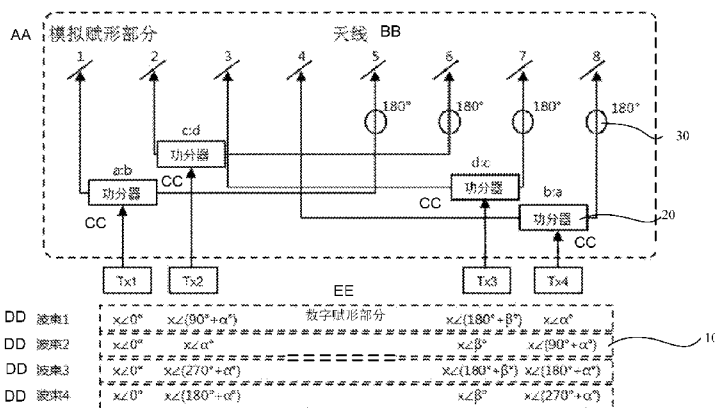 AA 模拟赋形部分 天线 BB
1 2 3 4 5 6 7 8
180° 180° 180° 180°
30
c:d
功分器
a:b CC d:c
功分器 功分器 b:a
CC CC 功分器 20
CC
Tx1 Tx2 Tx3 Tx4
EE
数字赋形部分
DD 波束1 x∠0° x∠(90°+α°) x∠(180°+β°) x∠α°
DD 波束2 x∠0° x∠α° x∠β° x∠(90°+α°)
10
DD 波束3 x∠0° x∠(270°+α°) x∠(180°+β°) x∠(180°+α°)
DD 波束4 x∠0° x∠(180°+α°) x∠β° x∠(270°+α°)